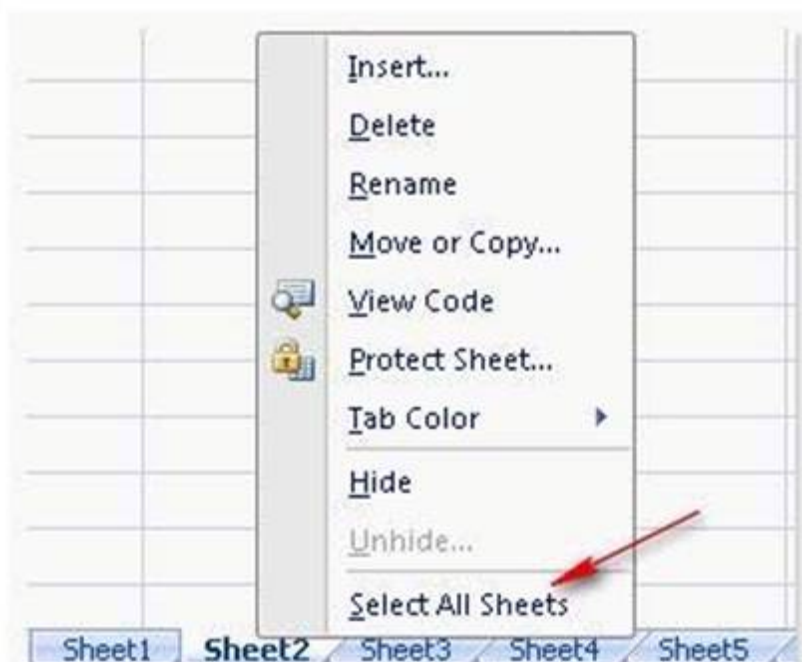 Insert...
Delete
Rename
Move or Copy...
View Code
Protect Sheet...
Tab Color
Hide
Unhide...
Select All Sheets
Sheet1 Sheet2 Sheet3 Sheet4 Sheet5